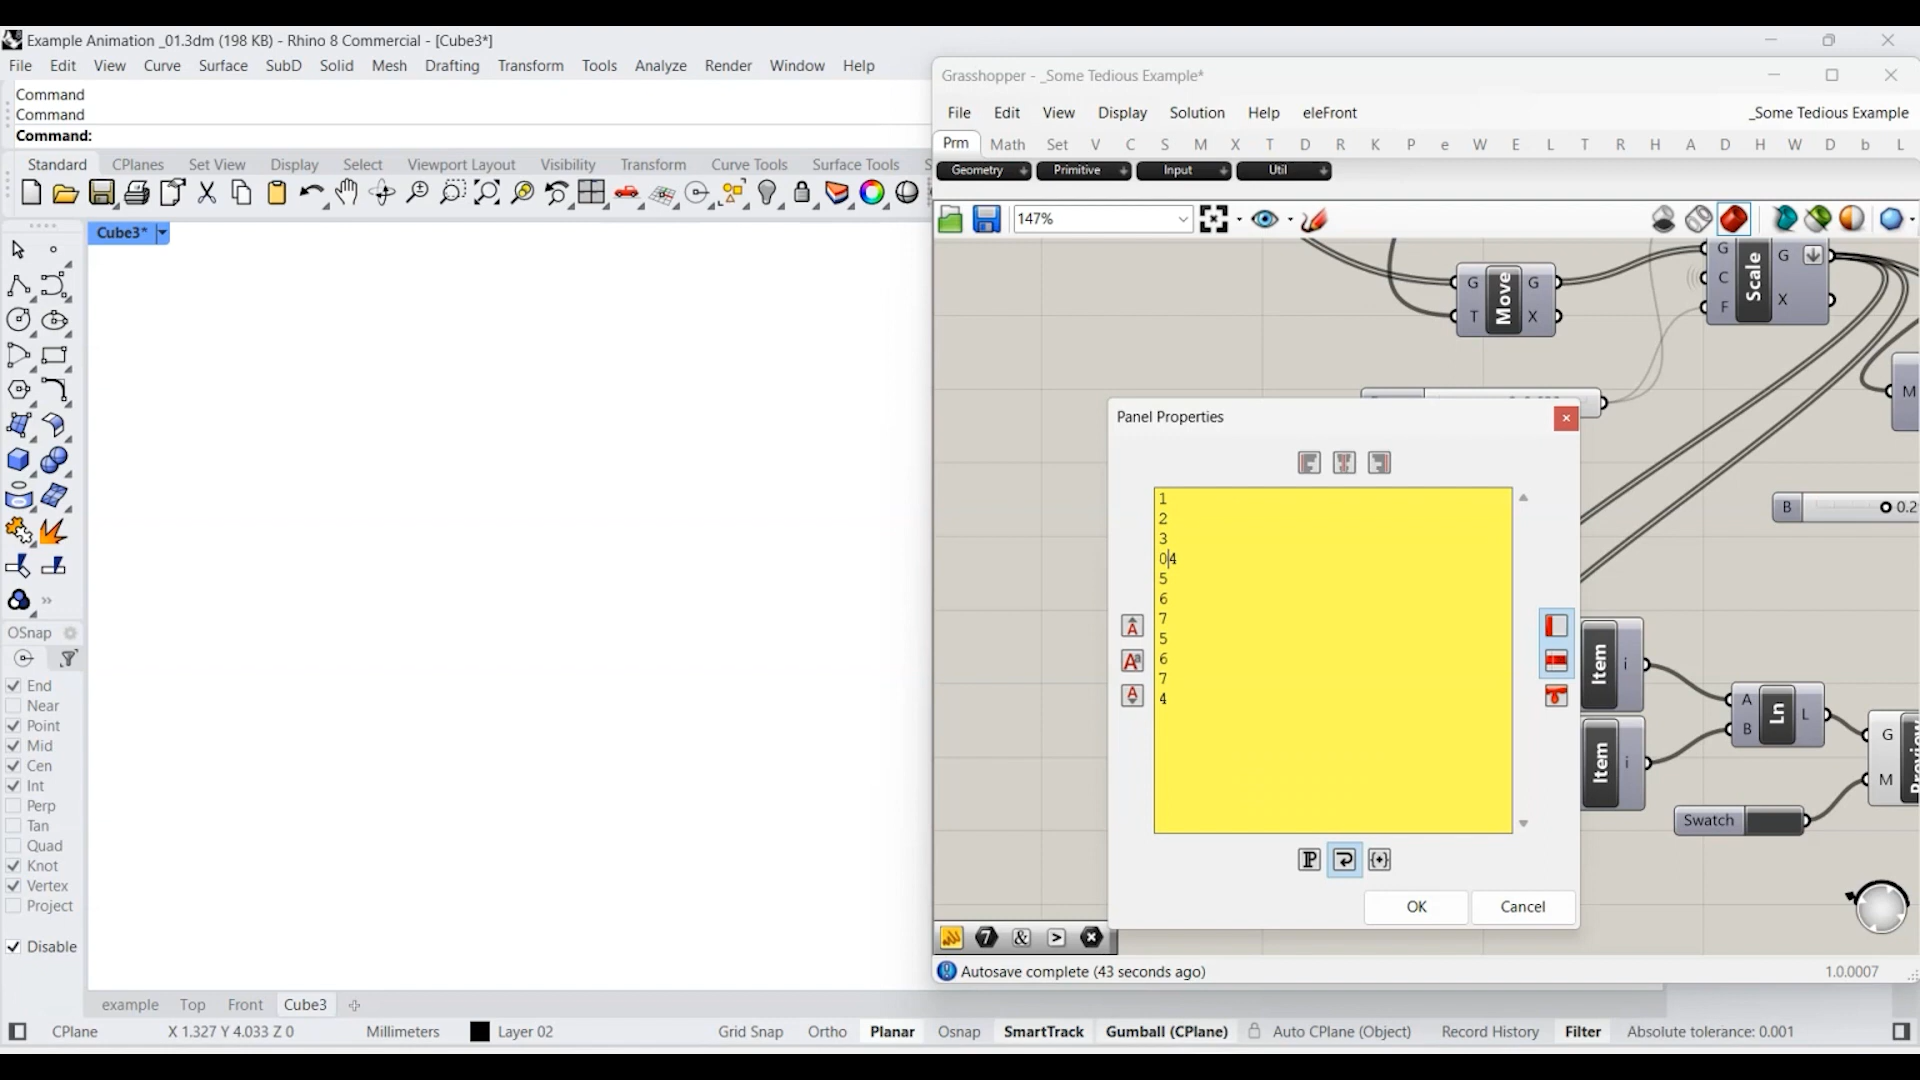 Example Animation _01.3dm (198 KB) - Rhino 8 Commercial - [Cube3*]
File Edit View Curve Surface SubD Solid Mesh Drafting Transform Tools Analyze Render Window Help
Command
Command
Command:
Standard CPlanes Set View Display Select Viewport Layout Visibility Transform Curve Tools Surface Tools S
Cube3*
OSnap
End
Near
Point
Mid
Cen
Int
Perp
Tan
Quad
Knot
Vertex
Project
Disable
Grasshopper - _Some Tedious Example*
File Edit View Display Solution Help eleFront
_Some Tedious Example
Prm Math Set V C S M X T D R K P e W E L T R H A D H W D b L
Geometry Primitive Input Util
147%
G T Move G X
G C F Scale G X
M
B 0.2
Panel Properties
1
2
3
04
5
6
7
5
6
7
4
OK Cancel
Item i
Item i
A B Ln L
G M Preview
Swatch
Autosave complete (43 seconds ago)
1.0.0007
example Top Front Cube3
CPlane X 1.327 Y 4.033 Z 0 Millimeters Layer 02 Grid Snap Ortho Planar Osnap SmartTrack Gumball (CPlane) Auto CPlane (Object) Record History Filter Absolute tolerance: 0.001